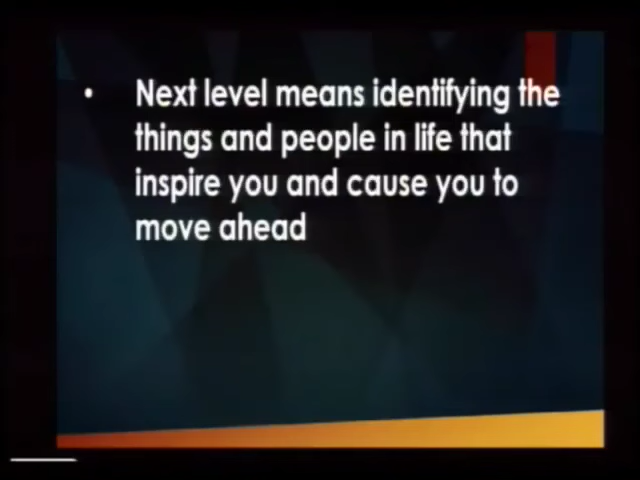 • Next level means identifying the
things and people in life that
inspire you and cause you to
move ahead